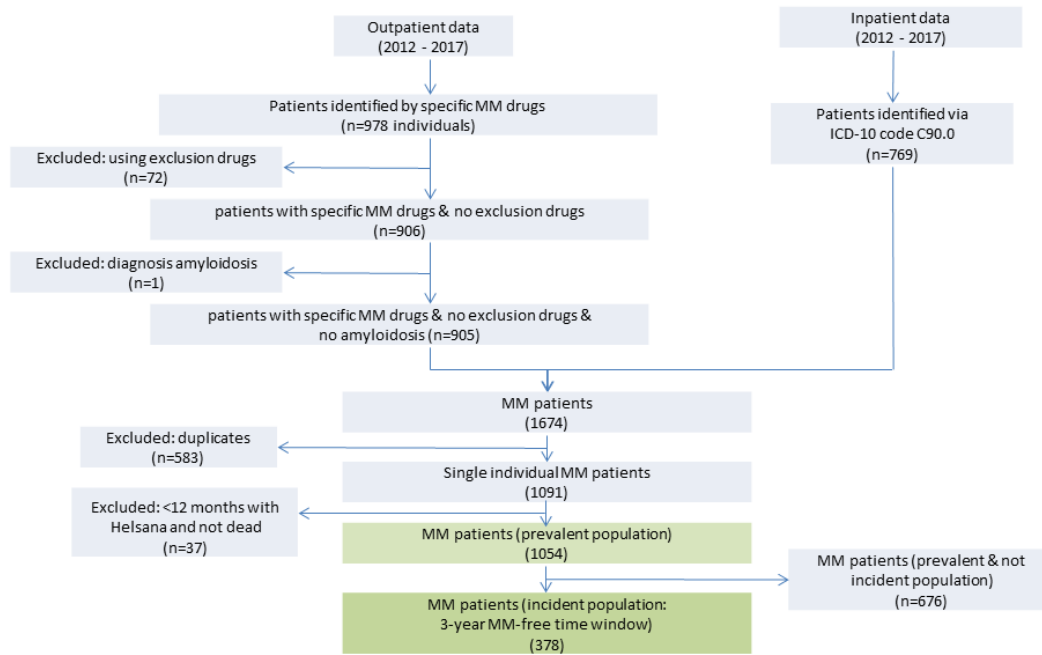 Outpatient data
(2012 - 2017)
Inpatient data
(2012 - 2017)
Patients identified by specific MM drugs
(n=978 individuals)
Patients identified via
ICD-10 code C90.0
(n=769)
Excluded: using exclusion drugs
(n=72)
patients with specific MM drugs & no exclusion drugs
(n=906)
Excluded: diagnosis amyloidosis
(n=1)
patients with specific MM drugs & no exclusion drugs &
no amyloidosis (n=905)
MM patients
(1674)
Excluded: duplicates
(n=583)
Single individual MM patients
(1091)
Excluded: <12 months with
Helsana and not dead
(n=37)
MM patients (prevalent population)
(1054)
MM patients (prevalent & not
incident population)
n=676)
MM patients (incident population:
3-year MM-free time window)
(378)